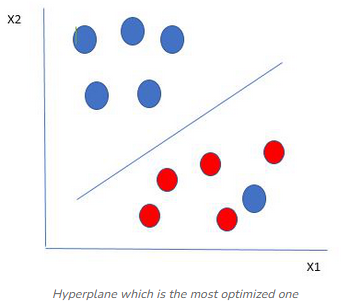 X2
X1
Hyperplane which is the most optimized one